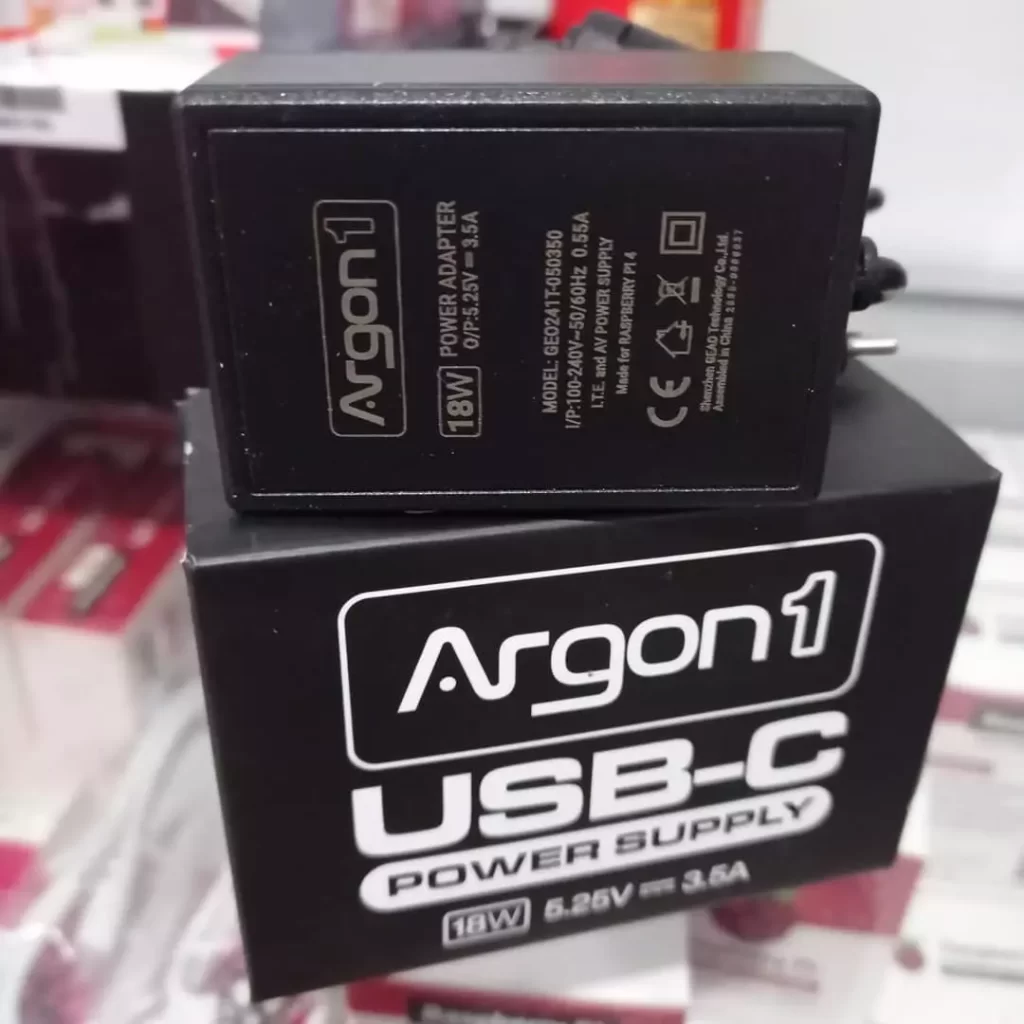 Argon1
18W POWER ADAPTER
O/P:5.25V⎓3.5A
MODEL: GEO241T-050350
I/P:100-240V~50/60Hz 0.55A
I.T.E. and AV POWER SUPPLY
Made for RASPBERRY PI 4
CE
Shenzhen GEAO Technology Co.,Ltd.
Assembled in China
Argon1
USB-C
POWER SUPPLY
18W 5.25V⎓3.5A